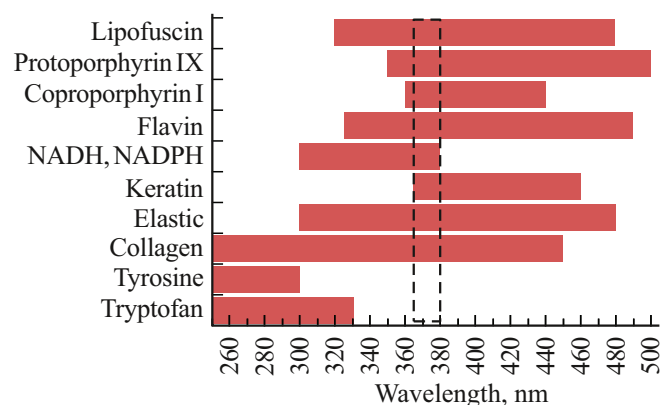 Lipofuscin
Protoporphyrin IX
Coproporphyrin I
Flavin
NADH, NADPH
Keratin
Elastic
Collagen
Tyrosine
Tryptofan
260 280 300 320 340 360 380 400 420 440 460 480 500
Wavelength, nm